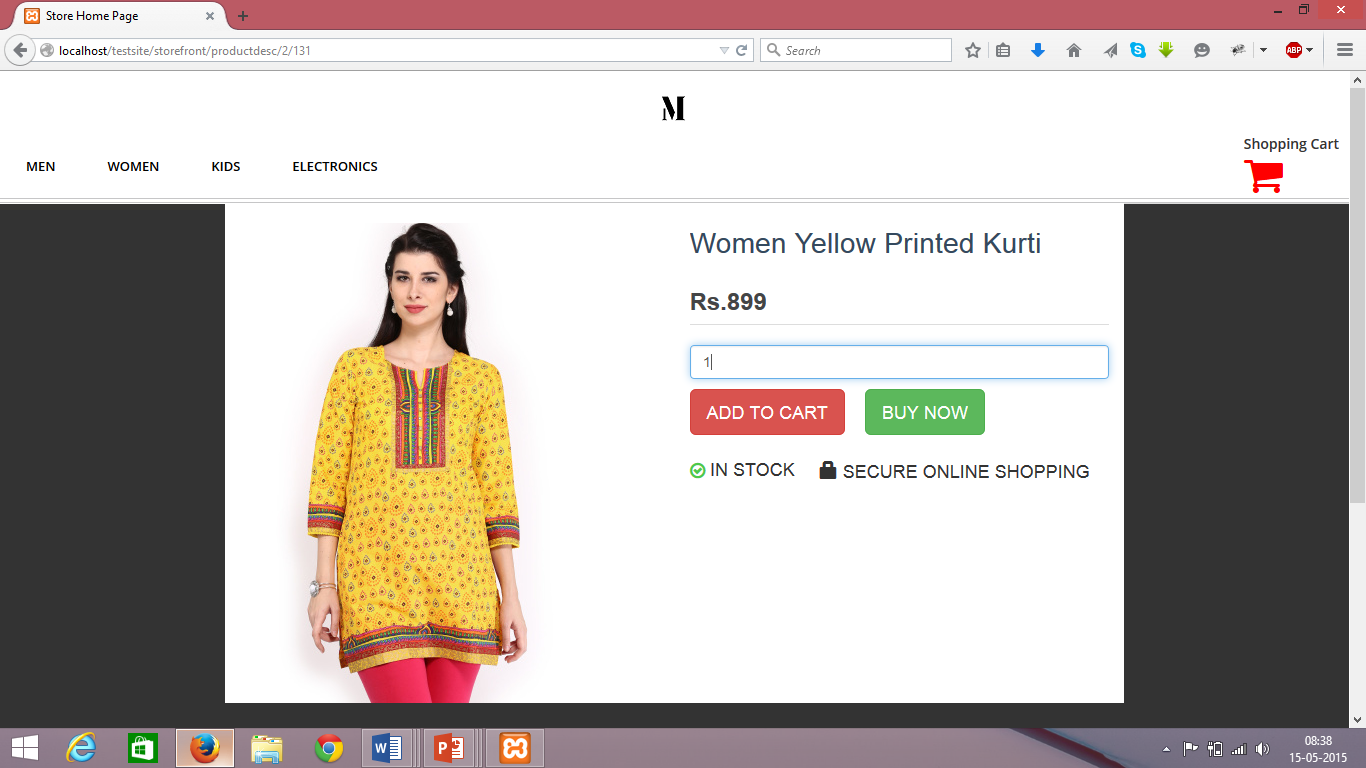 Store Home Page
localhost/testsite/storefront/productdesc/2/131
Search
ABP
M
Shopping Cart
MEN WOMEN KIDS ELECTRONICS
Women Yellow Printed Kurti
Rs.899
1
ADD TO CART BUY NOW
IN STOCK SECURE ONLINE SHOPPING
08:38
15-05-2015